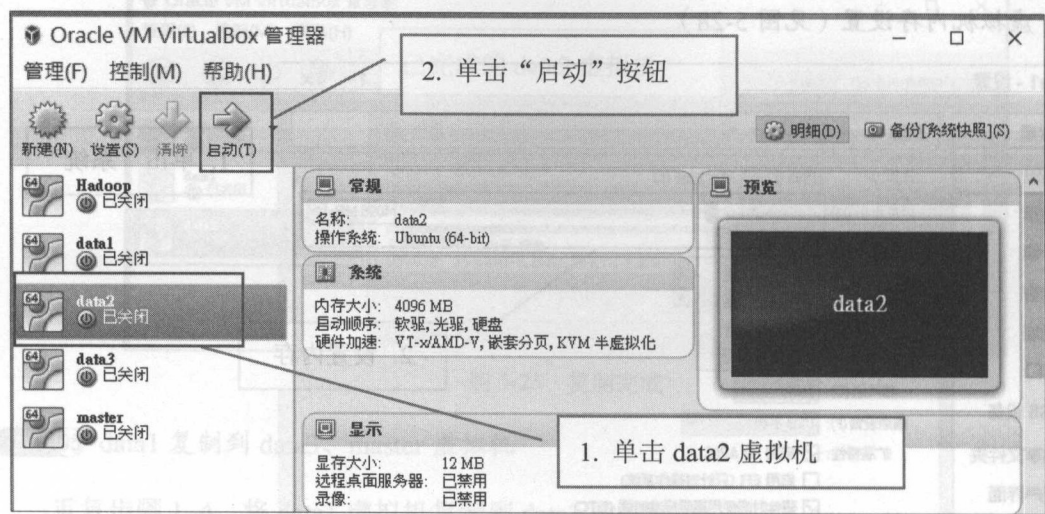 Oracle VM VirtualBox 管理器
管理(F) 控制(M) 帮助(H)
2. 单击“启动”按钮
新建(N) 设置(S) 清除 启动(T)
明细(D) 备份[系统快照](S)
64 Hadoop
已关闭
64 data1
已关闭
64 data2
已关闭
64 data3
已关闭
64 master
已关闭
常规
名称: data2
操作系统: Ubuntu (64-bit)
系统
内存大小: 4096 MB
启动顺序: 软驱, 光驱, 硬盘
硬件加速: VT-x/AMD-V, 嵌套分页, KVM 半虚拟化
显示
显存大小: 12 MB
远程桌面服务器: 已禁用
录像: 已禁用
预览
data2
1. 单击 data2 虚拟机